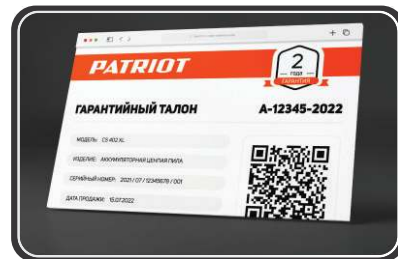 PATRIOT
2
ГОДА
ГАРАНТИИ
ГАРАНТИЙНЫЙ ТАЛОН
A-12345-2022
МОДЕЛЬ: CS 402 XL
ИЗДЕЛИЕ: АККУМУЛЯТОРНАЯ ЦЕПНАЯ ПИЛА
СЕРИЙНЫЙ НОМЕР: 2021 / 07 / 12345678 / 001
ДАТА ПРОДАЖИ: 15.07.2022